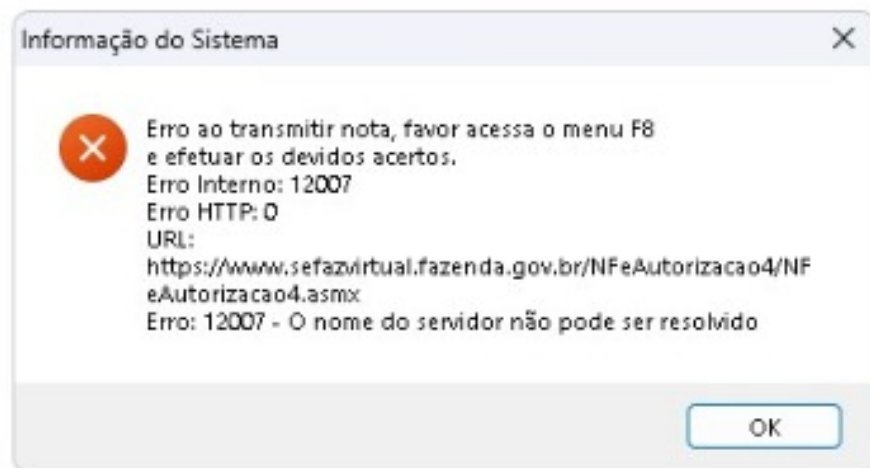 Informação do Sistema
Erro ao transmitir nota, favor acessa o menu F8
e efetuar os devidos acertos.
Erro Interno: 12007
Erro HTTP: 0
URL:
https://www.sefazvirtual.fazenda.gov.br/NFeAutorizacao4/NF
eAutorizacao4.asmx
Erro: 12007 - O nome do servidor não pode ser resolvido
OK